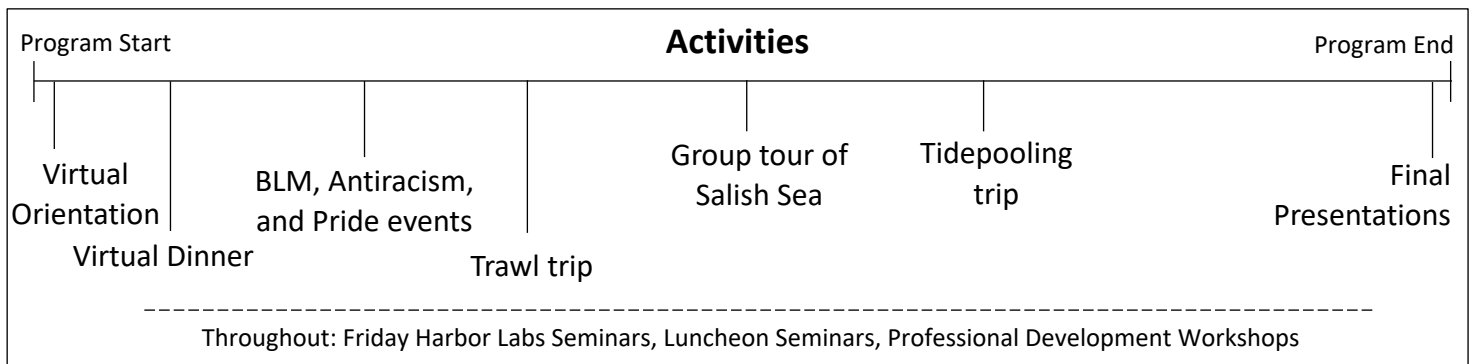 Activities
Program Start
Program End
Virtual
Orientation
Virtual Dinner
BLM, Antiracism,
and Pride events
Trawl trip
Group tour of
Salish Sea
Tidepooling
trip
Final
Presentations
Throughout: Friday Harbor Labs Seminars, Luncheon Seminars, Professional Development Workshops